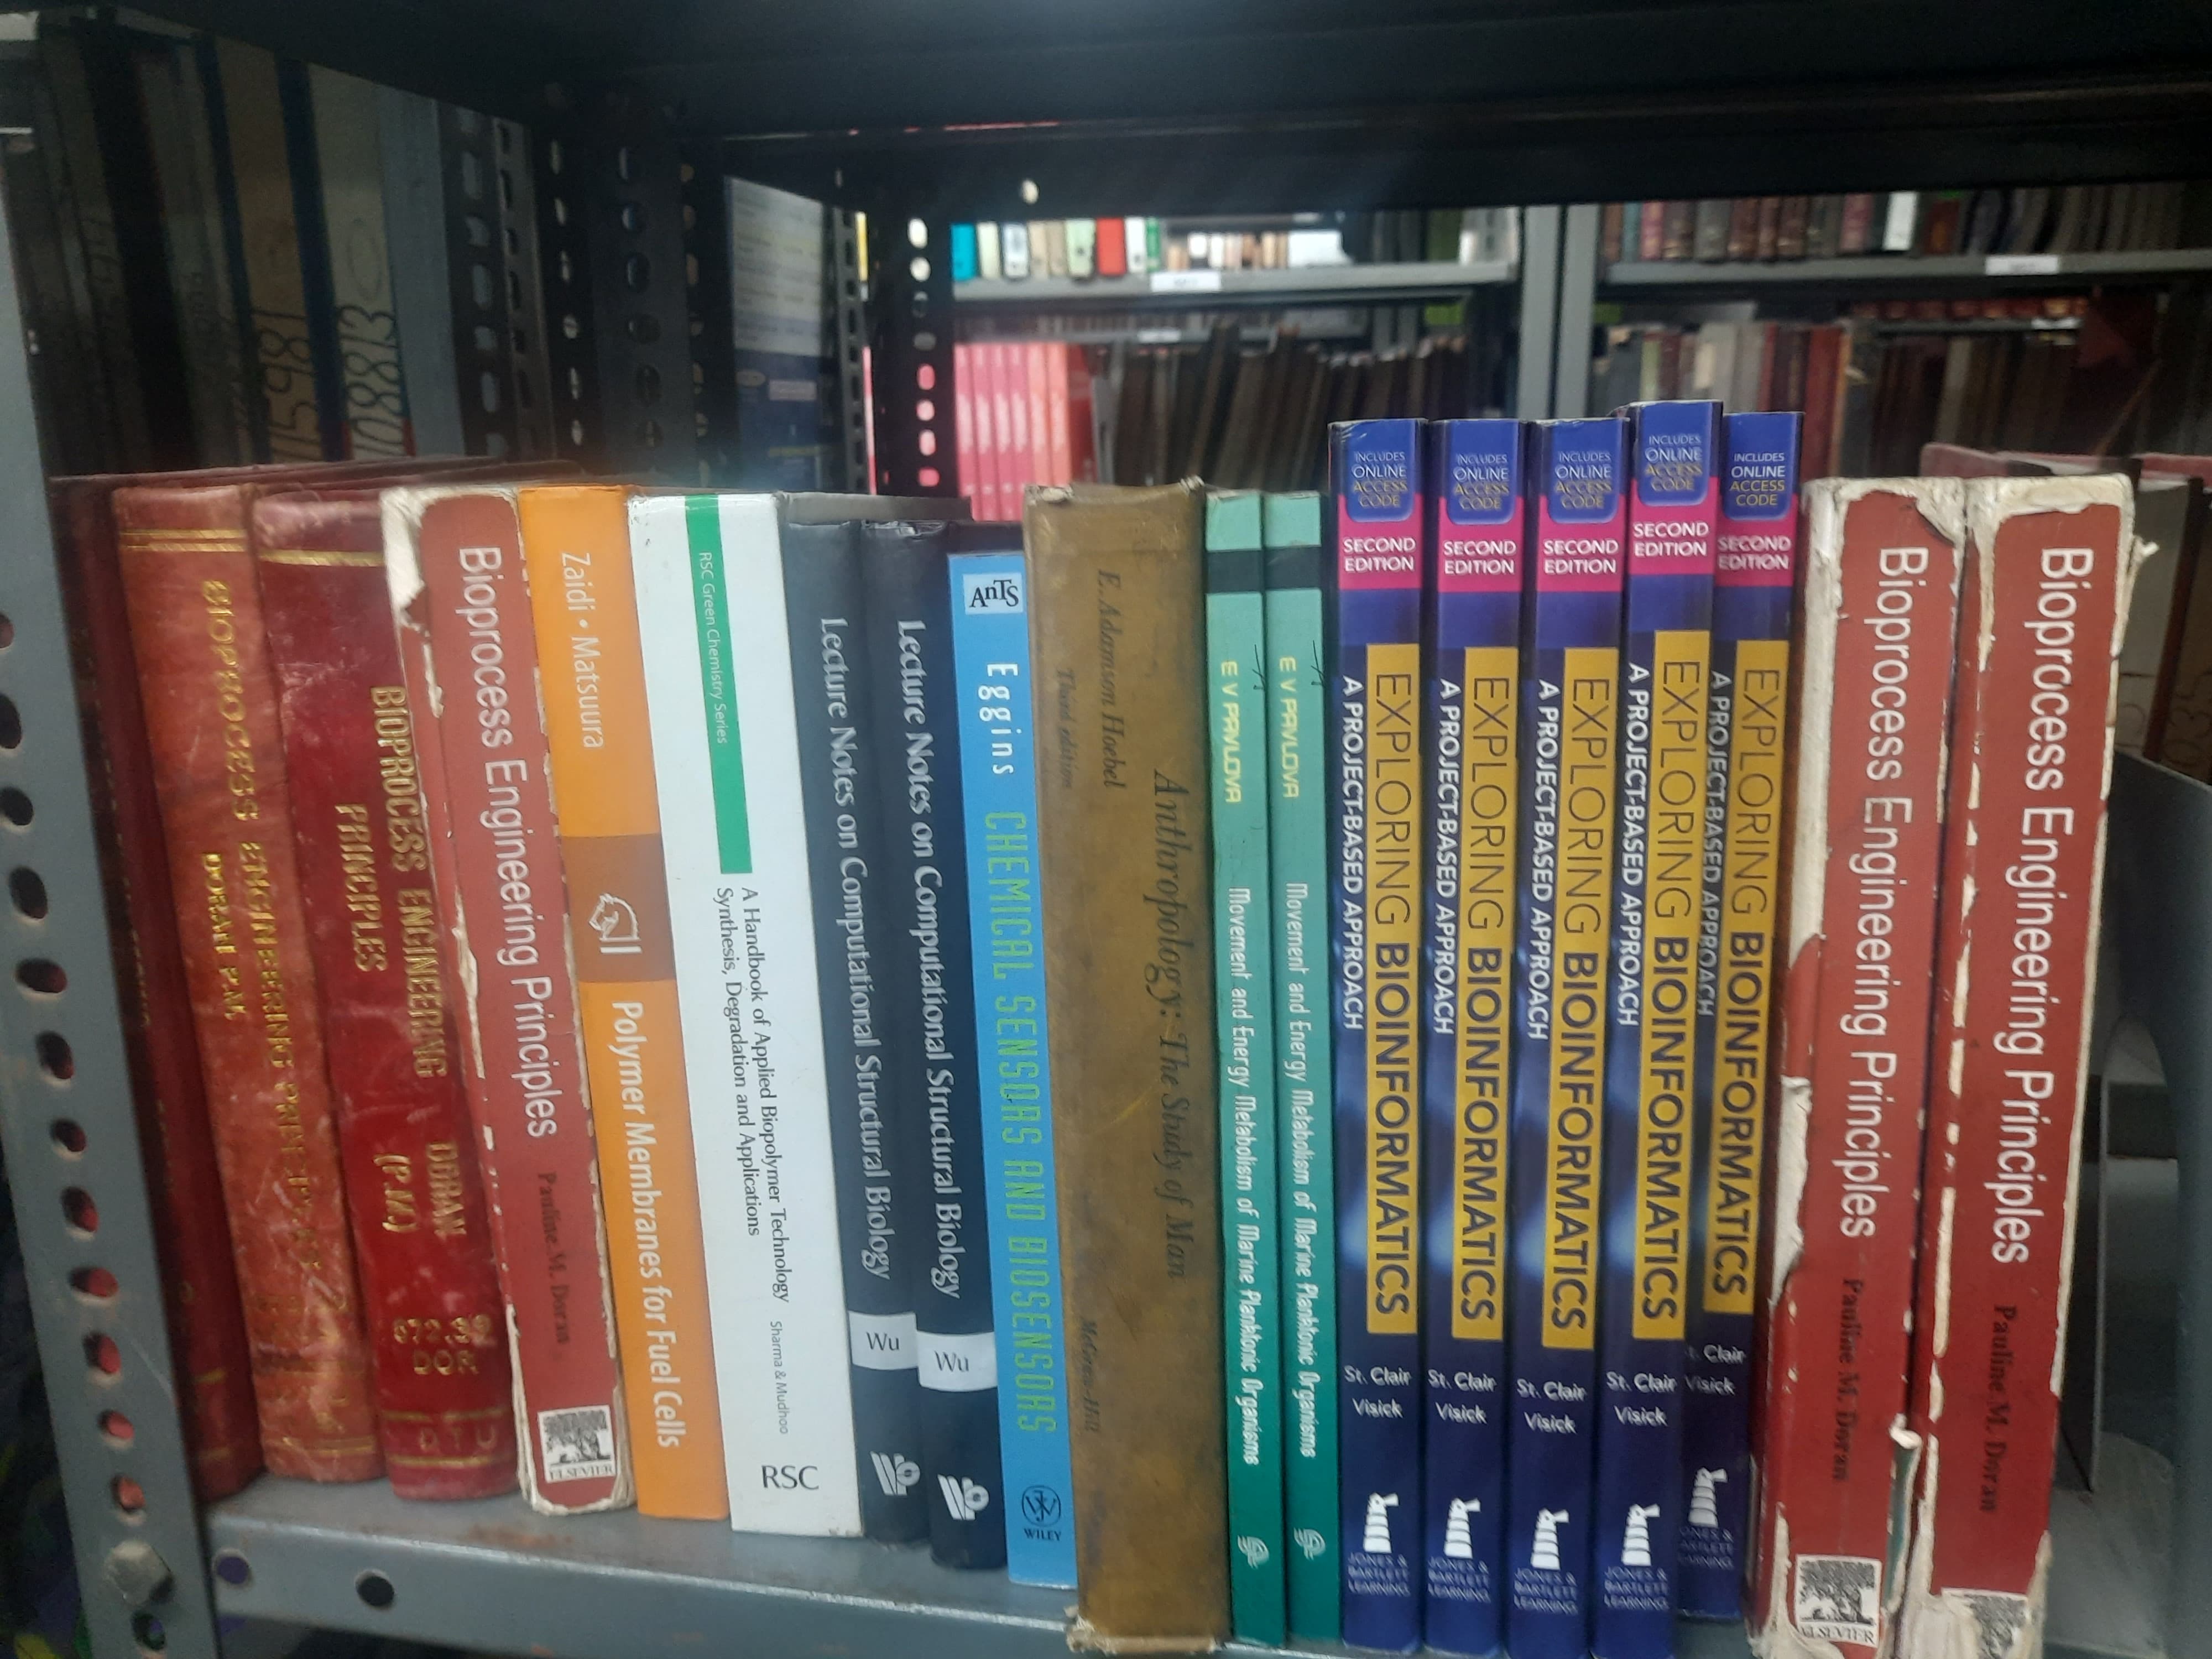 11598
108813
BIOPROCESS ENGINEERING
DORAN P.M.
BIOPROCESS ENGINEERING
PRINCIPLES
DORAN
(P.M.)
DOR
D.T.U
Bioprocess Engineering Principles Pauline M. Doran
ELSEVIER
Zaidi • Matsuura
Polymer Membranes for Fuel Cells
RSC Green Chemistry Series
A Handbook of Applied Biopolymer Technology
Synthesis, Degradation and Applications
Sharma & Mudhoo
RSC
Lecture Notes on Computational Structural Biology
Wu
Lecture Notes on Computational Structural Biology
Wu
AnTS
Eggins CHEMICAL SENSORS AND BIOSENSORS
WILEY
E. Adamson Hoebel
Third edition
Anthropology: The Study of Man
McGraw-Hill
E V PAVLOVA Movement and Energy Metabolism of Marine Planktonic Organisms
E V PAVLOVA Movement and Energy Metabolism of Marine Planktonic Organisms
INCLUDES
ONLINE
ACCESS
CODE
SECOND
EDITION
EXPLORING BIOINFORMATICS
A PROJECT-BASED APPROACH
St. Clair
Visick
JONES &
BARTLETT
LEARNING
INCLUDES
ONLINE
ACCESS
CODE
SECOND
EDITION
EXPLORING BIOINFORMATICS
A PROJECT-BASED APPROACH
St. Clair
Visick
JONES &
BARTLETT
LEARNING
INCLUDES
ONLINE
ACCESS
CODE
SECOND
EDITION
EXPLORING BIOINFORMATICS
A PROJECT-BASED APPROACH
St. Clair
Visick
JONES &
BARTLETT
LEARNING
INCLUDES
ONLINE
ACCESS
CODE
SECOND
EDITION
EXPLORING BIOINFORMATICS
A PROJECT-BASED APPROACH
St. Clair
Visick
JONES &
BARTLETT
LEARNING
INCLUDES
ONLINE
ACCESS
CODE
SECOND
EDITION
EXPLORING BIOINFORMATICS
A PROJECT-BASED APPROACH
Clair
Visick
JONES &
BARTLETT
LEARNING
Bioprocess Engineering Principles Pauline M. Doran
ELSEVIER
Bioprocess Engineering Principles Pauline M. Doran